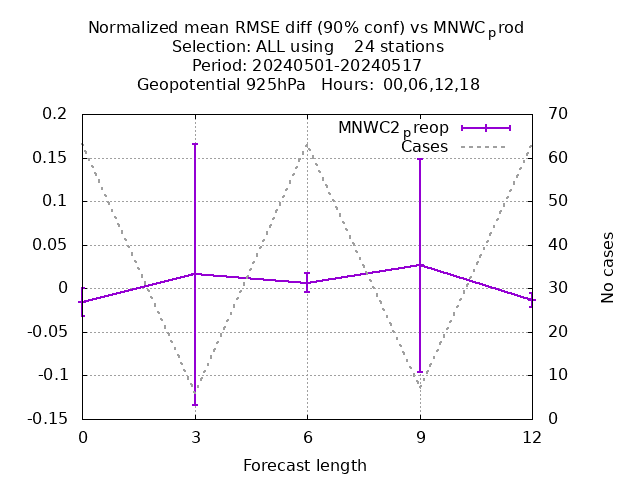 Normalized mean RMSE diff (90% conf) vs MNWC_prod
Selection: ALL using    24 stations
Period: 20240501-20240517
Geopotential 925hPa   Hours:  00,06,12,18
0.2
0.15
0.1
0.05
0
-0.05
-0.1
-0.15
70
60
50
40
30
20
10
0
MNWC2_preop
Cases
No cases
0
3
6
9
12
Forecast length